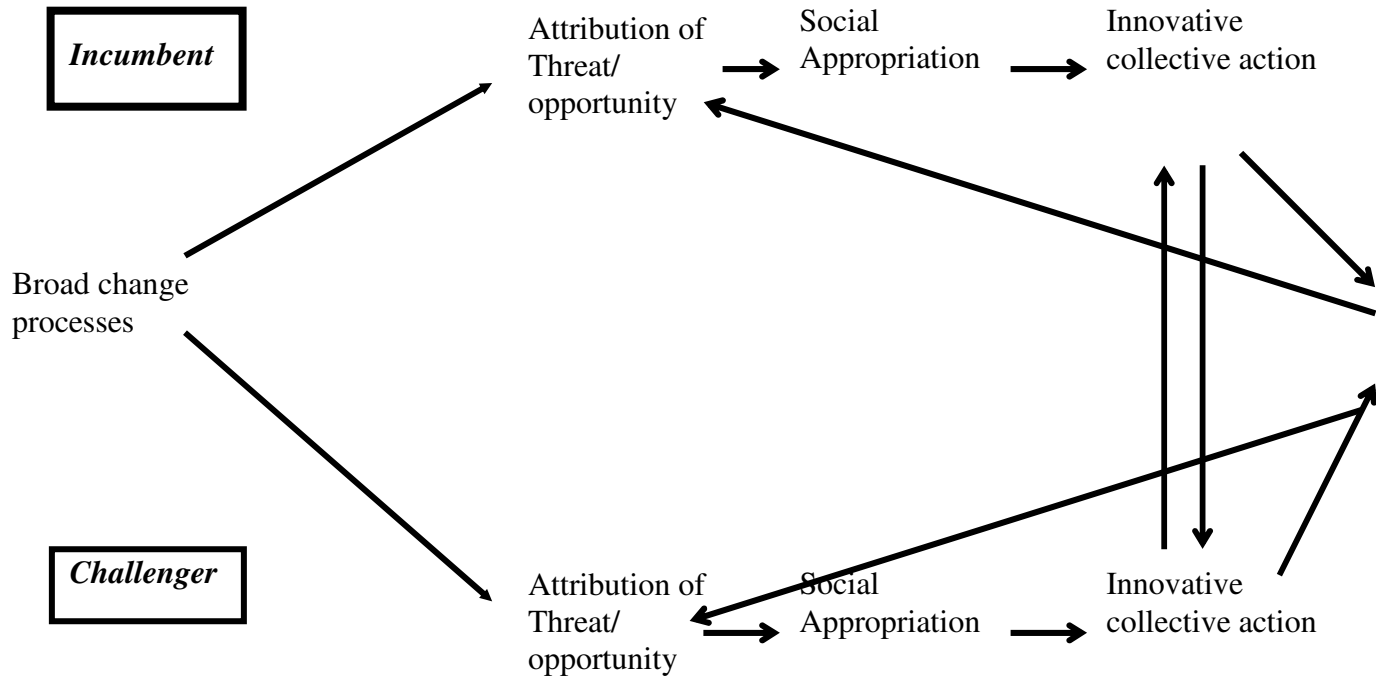 Incumbent
Attribution of
Threat/
opportunity
Social
Appropriation
Innovative
collective action
Broad change
processes
Challenger
Attribution of
Threat/
opportunity
Social
Appropriation
Innovative
collective action